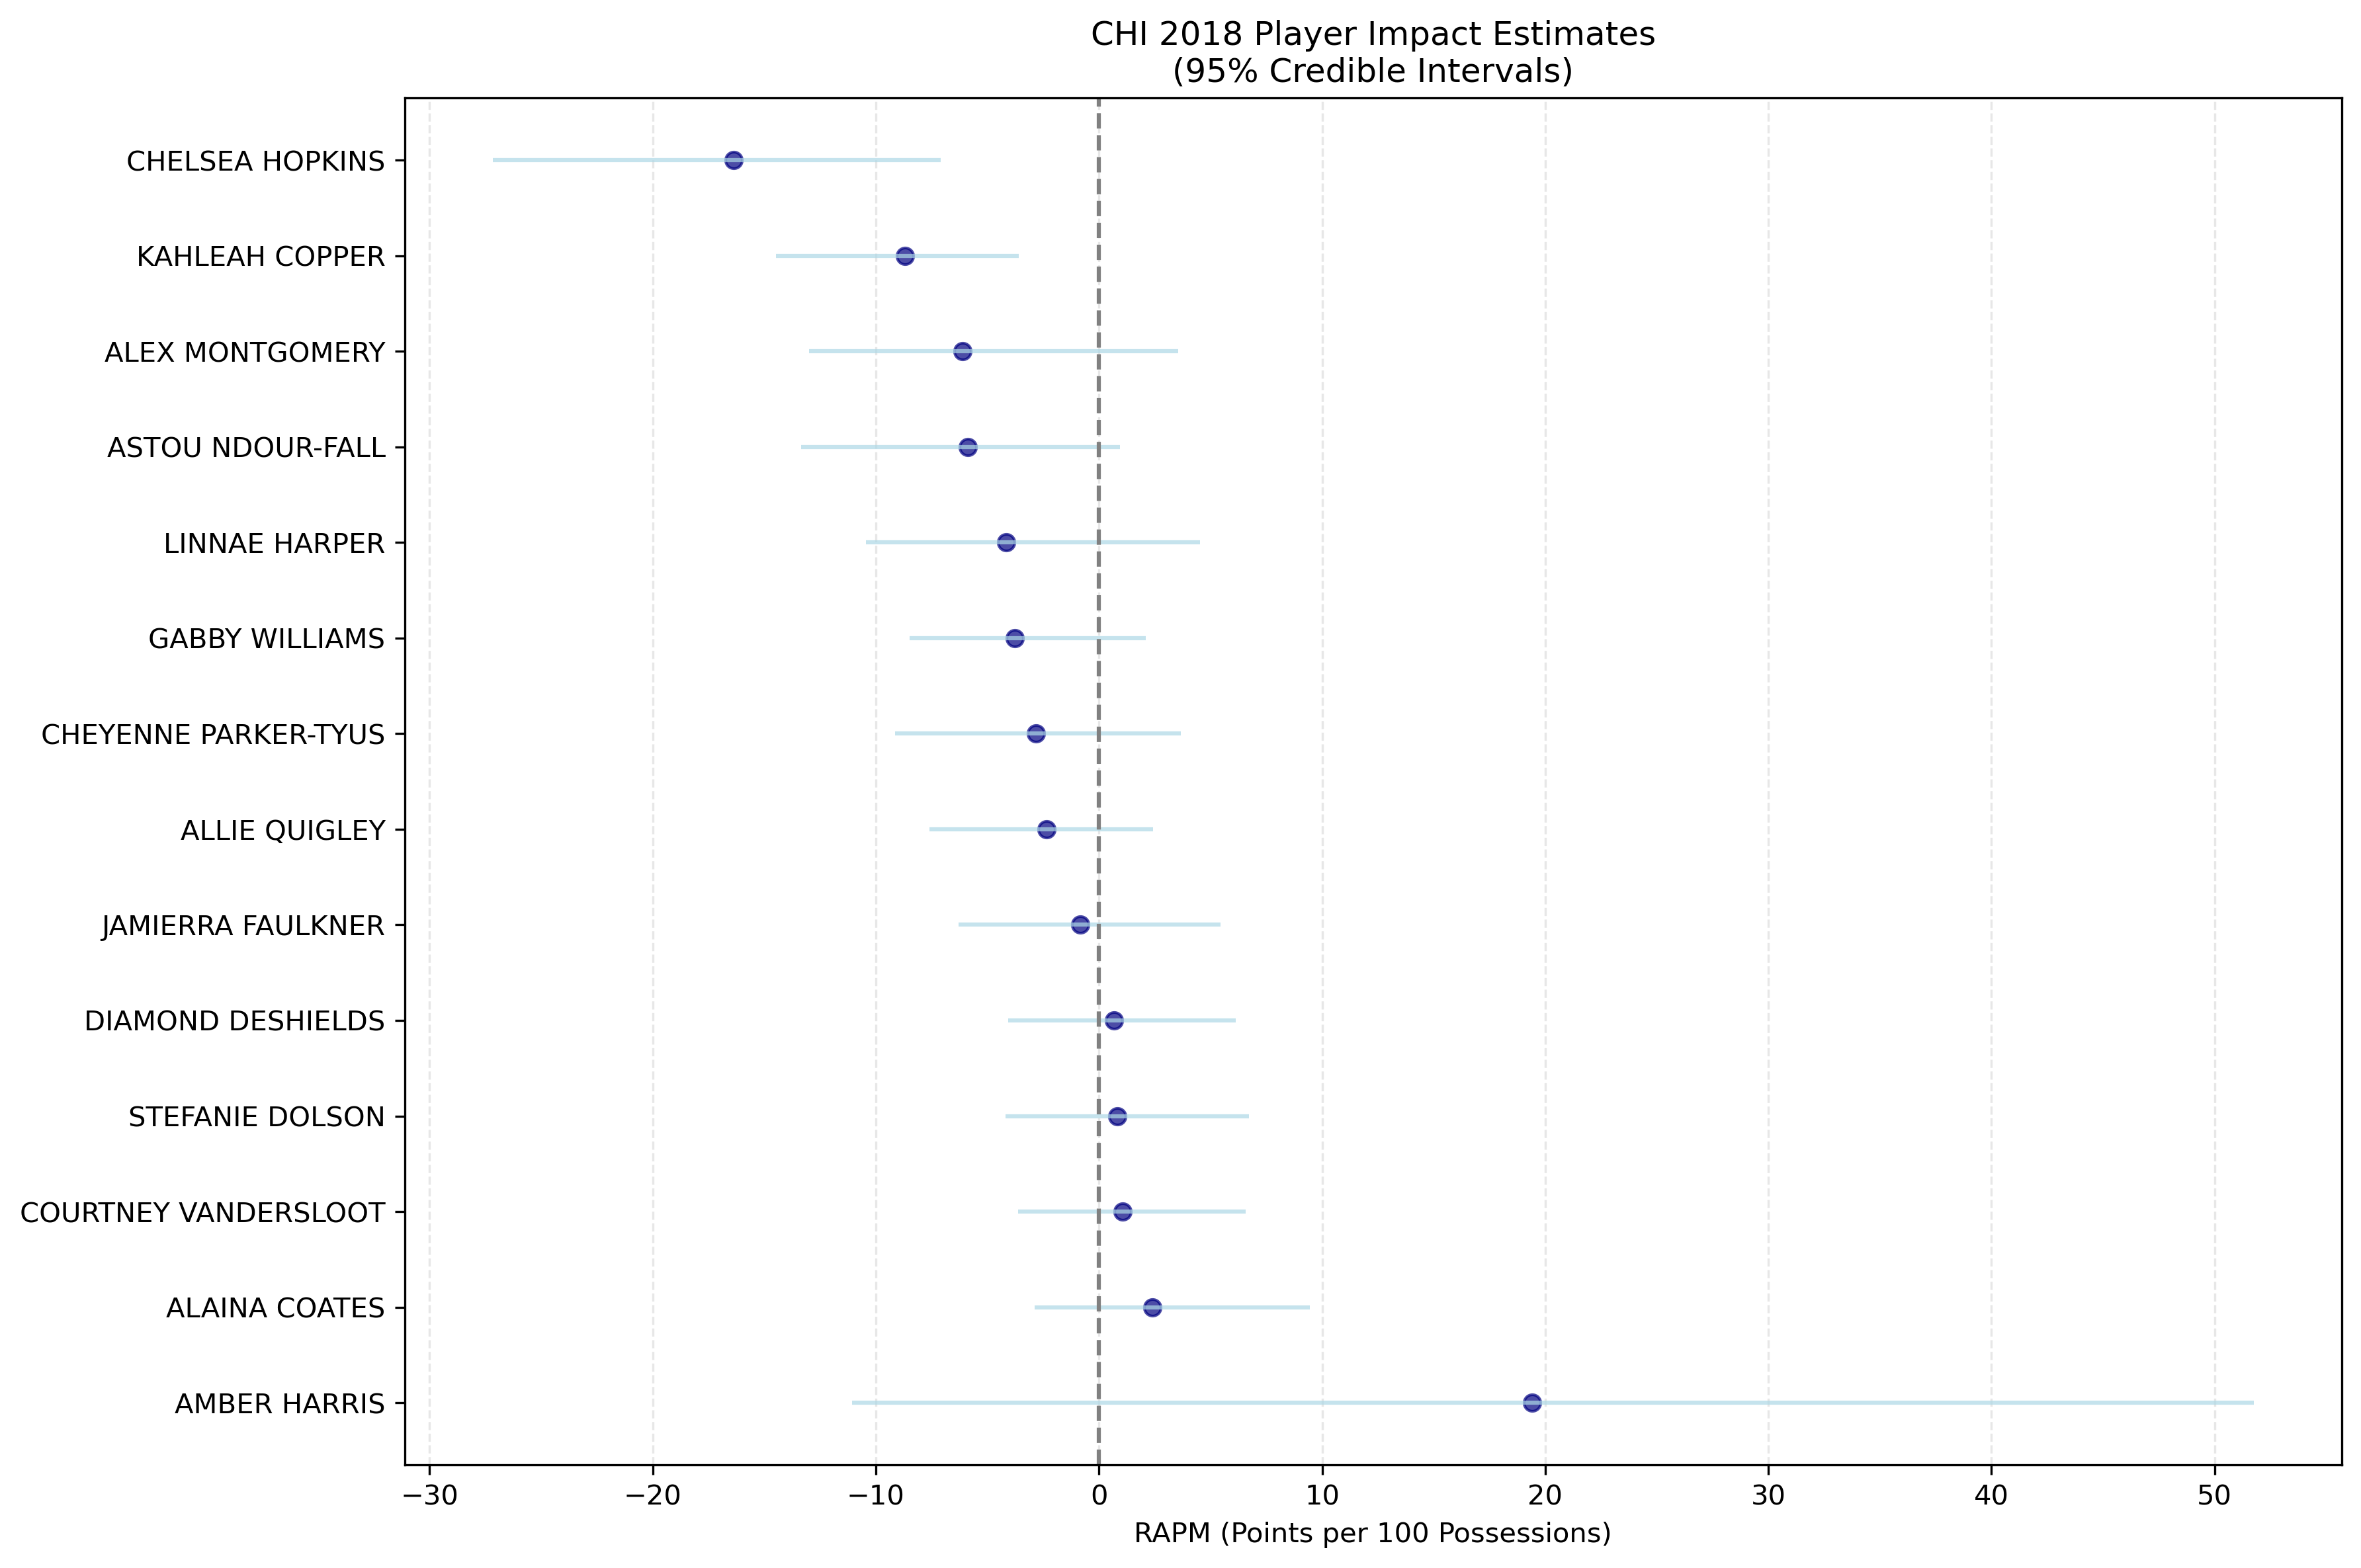 CHI 2018 Player Impact Estimates
(95% Credible Intervals)
CHELSEA HOPKINS
KAHLEAH COPPER
ALEX MONTGOMERY
ASTOU NDOUR-FALL
LINNAE HARPER
GABBY WILLIAMS
CHEYENNE PARKER-TYUS
ALLIE QUIGLEY
JAMIERRA FAULKNER
DIAMOND DESHIELDS
STEFANIE DOLSON
COURTNEY VANDERSLOOT
ALAINA COATES
AMBER HARRIS
−30 −20 −10 0 10 20 30 40 50
RAPM (Points per 100 Possessions)